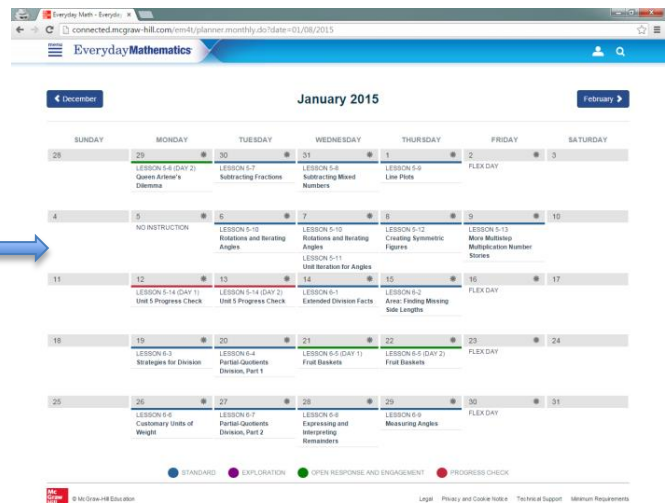 Everyday Math - Everyday
connected.mcgraw-hill.com/em4t/planner.monthly.do?date=01/08/2015
menu
EverydayMathematics
December
January 2015
February
SUNDAY MONDAY TUESDAY WEDNESDAY THURSDAY FRIDAY SATURDAY
28 29 30 31 1 2 3
LESSON 5-6 (DAY 2) LESSON 5-7 LESSON 5-8 LESSON 5-9 FLEX DAY
Queen Arlene's Subtracting Fractions Subtracting Mixed Line Plots
Dilemma Numbers
4 5 6 7 8 9 10
NO INSTRUCTION LESSON 5-10 LESSON 5-10 LESSON 5-12 LESSON 5-13
Rotations and Iterating Rotations and Iterating Creating Symmetric More Multistep
Angles Angles Figures Multiplication Number
LESSON 5-11 Stories
Unit Iteration for Angles
11 12 13 14 15 16 17
LESSON 5-14 (DAY 1) LESSON 5-14 (DAY 2) LESSON 6-1 LESSON 6-2 FLEX DAY
Unit 5 Progress Check Unit 5 Progress Check Extended Division Facts Area: Finding Missing
Side Lengths
18 19 20 21 22 23 24
LESSON 6-3 LESSON 6-4 LESSON 6-5 (DAY 1) LESSON 6-5 (DAY 2) FLEX DAY
Strategies for Division Partial-Quotients Fruit Baskets Fruit Baskets
Division, Part 1
25 26 27 28 29 30 31
LESSON 6-6 LESSON 6-7 LESSON 6-8 LESSON 6-9 FLEX DAY
Customary Units of Partial-Quotients Expressing and Measuring Angles
Weight Division, Part 2 Interpreting
Remainders
STANDARD EXPLORATION OPEN RESPONSE AND ENGAGEMENT PROGRESS CHECK
Mc
Graw
Hill
© McGraw-Hill Education Legal Privacy and Cookie Notice Technical Support Minimum Requirements